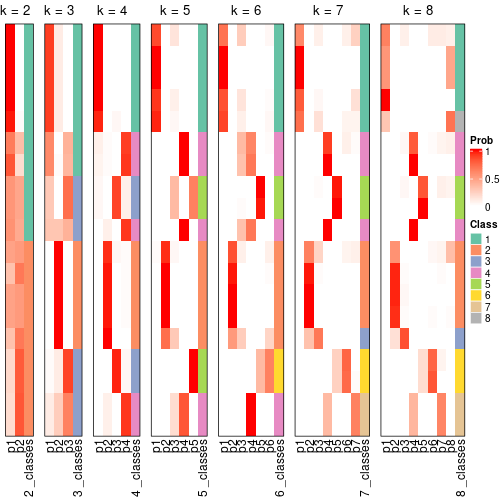 k = 2
k = 3
k = 4
k = 5
k = 6
k = 7
k = 8
Prob
1
0.5
0
Class
1
2
3
4
5
6
7
8
p1
p2
2_classes
p1
p2
p3
3_classes
p1
p2
p3
p4
4_classes
p1
p2
p3
p4
p5
5_classes
p1
p2
p3
p4
p5
p6
6_classes
p1
p2
p3
p4
p5
p6
p7
7_classes
p1
p2
p3
p4
p5
p6
p7
p8
8_classes